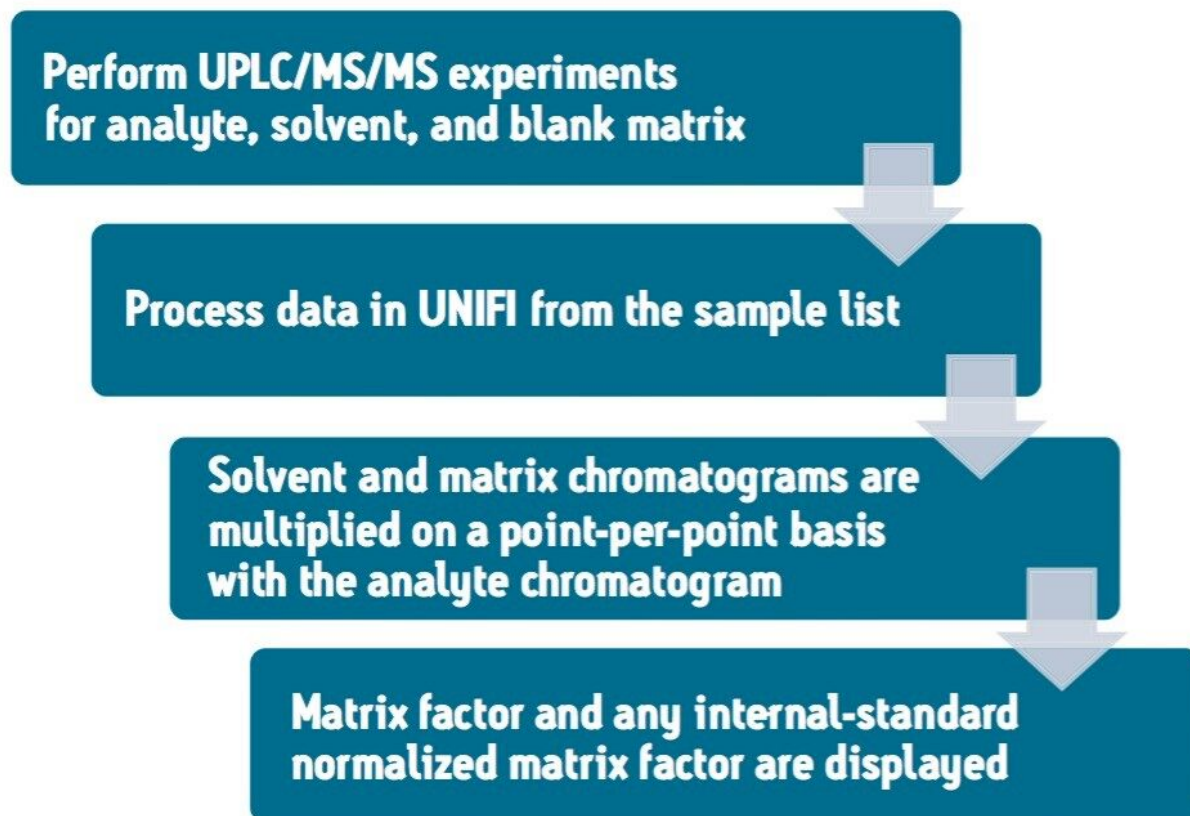 Perform UPLC/MS/MS experiments
for analyte, solvent, and blank matrix
Process data in UNIFI from the sample list
Solvent and matrix chromatograms are
multiplied on a point-per-point basis
with the analyte chromatogram
Matrix factor and any internal-standard
normalized matrix factor are displayed